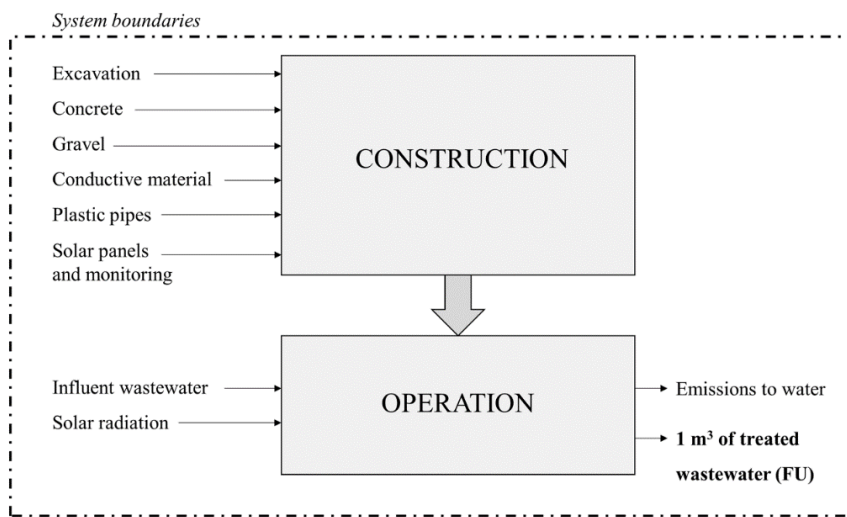 System boundaries
Excavation
Concrete
Gravel
Conductive material
Plastic pipes
Solar panels
and monitoring
CONSTRUCTION
Influent wastewater
Solar radiation
OPERATION
Emissions to water
1 m³ of treated
wastewater (FU)